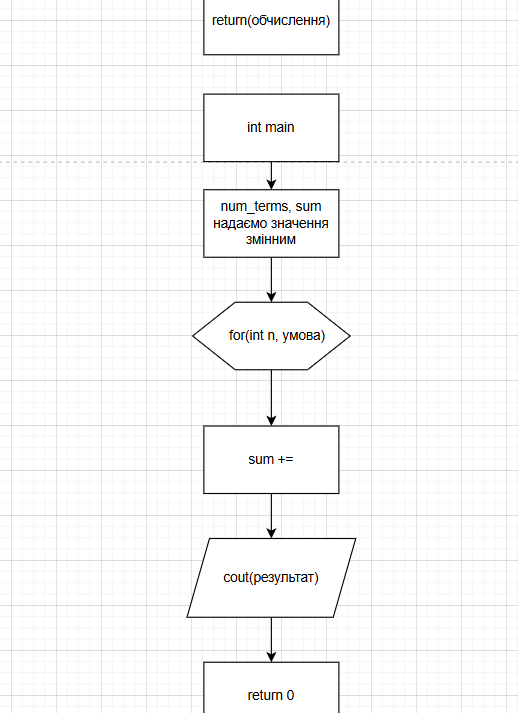 return(обчислення)
int main
num_terms, sum
надаємо значення
змінним
for(int n, умова)
sum +=
cout(результат)
return 0